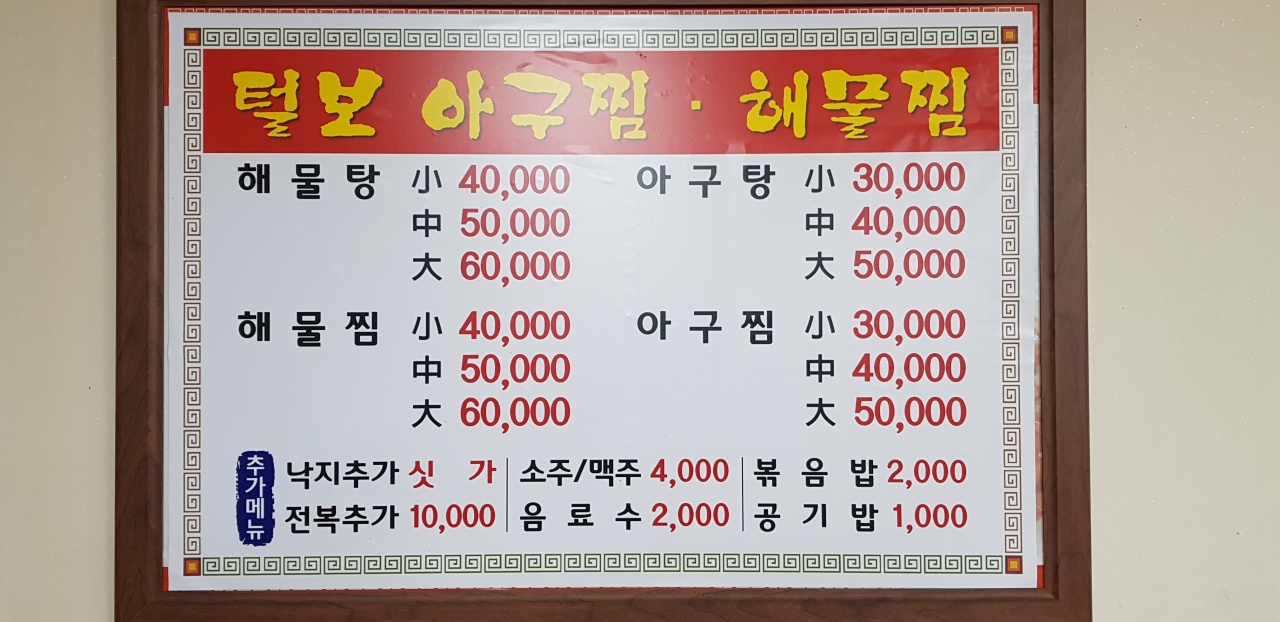 털보 아구찜 · 해물찜
해물탕 小 40,000
中 50,000
大 60,000
아구탕 小 30,000
中 40,000
大 50,000
해물찜 小 40,000
中 50,000
大 60,000
아구찜 小 30,000
中 40,000
大 50,000
추가메뉴
낙지추가 싯가
전복추가 10,000
소주/맥주 4,000
음료수 2,000
볶음밥 2,000
공기밥 1,000